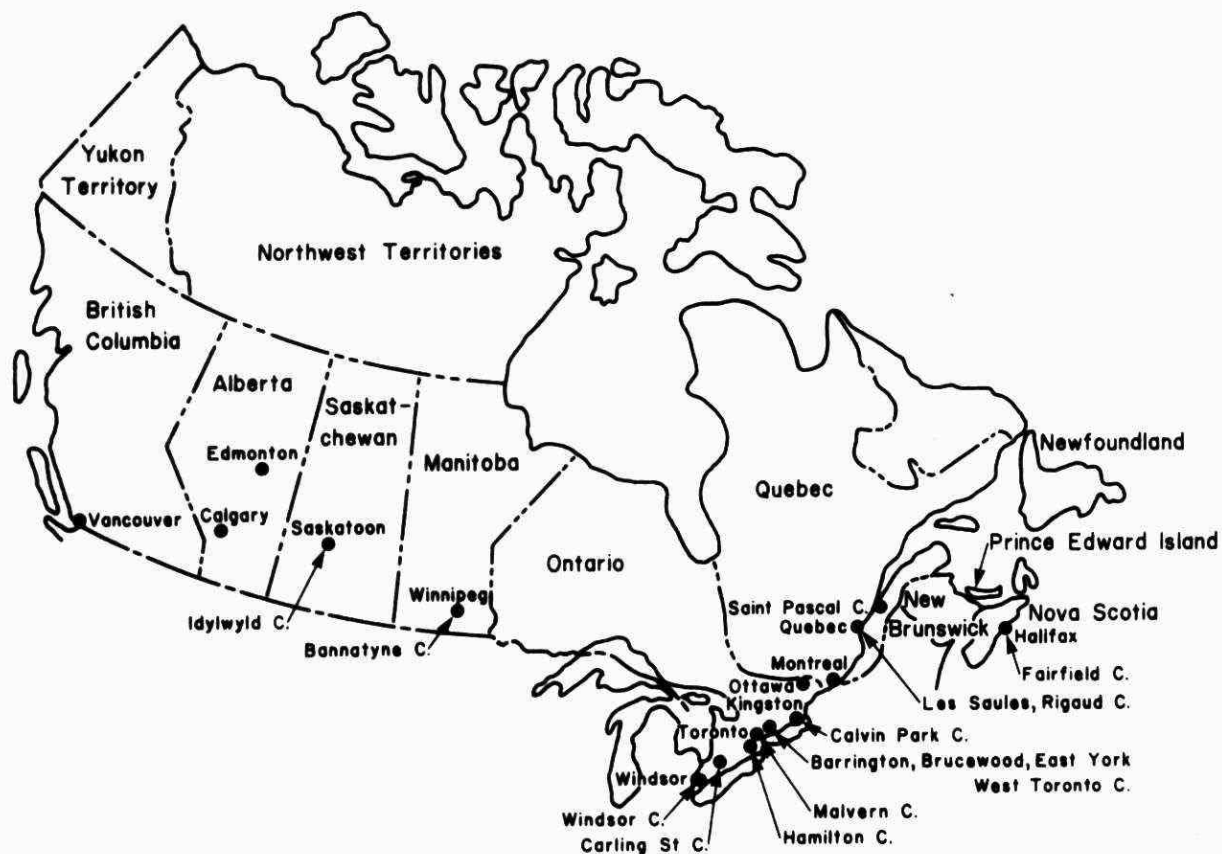 Yukon
Territory
Northwest Territories
British
Columbia
Alberta
Saskat-
chewan
Edmonton
Manitoba
Newfoundland
Quebec
Vancouver
Calgary
Saskatoon
Prince Edward Island
Ontario
Winnipeg
Saint Pascal C.
New
Nova Scotia
Idylwyld C.
Quebec
Brunswick
Halifax
Bannatyne C.
Montreal
Fairfield C.
Ottawa
Les Saules, Rigaud C.
Kingston
Toronto
Calvin Park C.
Barrington, Brucewood, East York
West Toronto C.
Windsor
Malvern C.
Windsor C.
Hamilton C.
Carling St C.